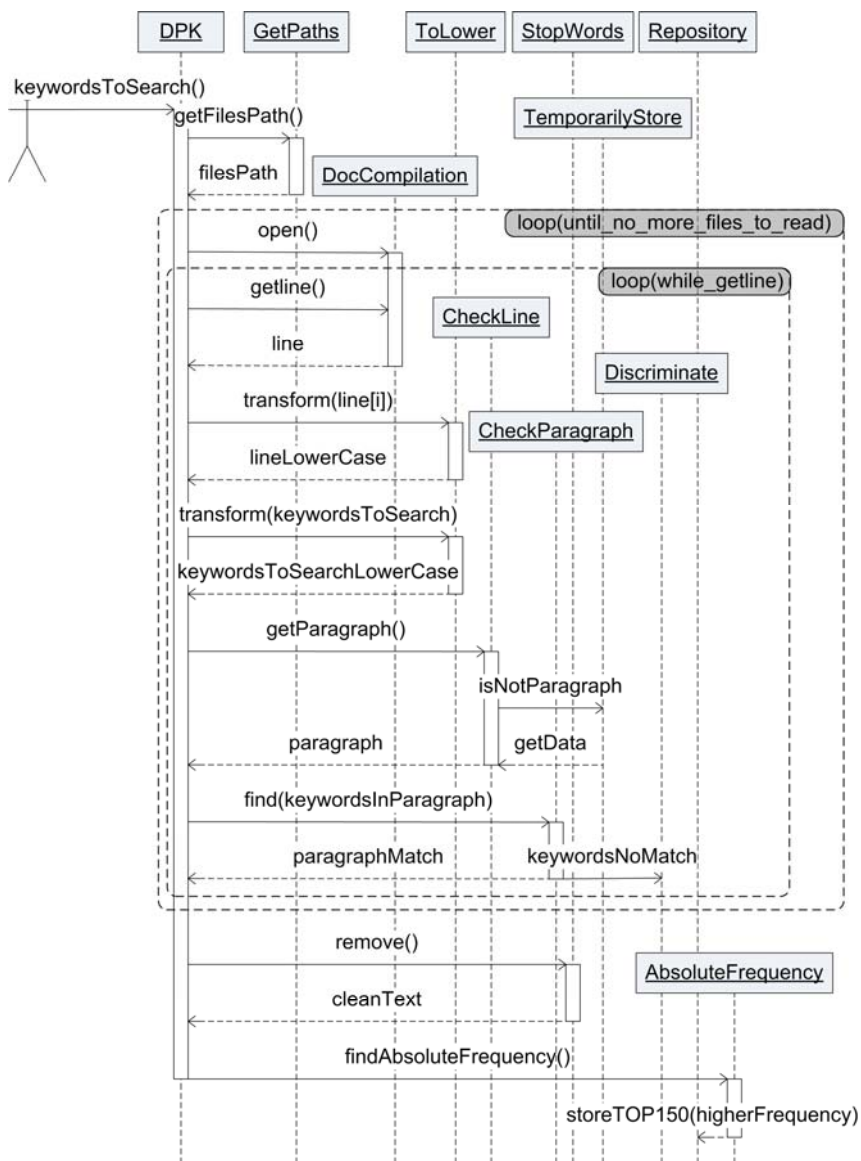 DPK
GetPaths
ToLower
StopWords
Repository
keywordsToSearch()
getFilesPath()
TemporarilyStore
filesPath
DocCompilation
loop(until_no_more_files_to_read)
open()
loop(while_getline)
getline()
CheckLine
line
Discriminate
transform(line[i])
CheckParagraph
lineLowerCase
transform(keywordsToSearch)
keywordsToSearchLowerCase
getParagraph()
isNotParagraph
paragraph
getData
find(keywordsInParagraph)
paragraphMatch
keywordsNoMatch
remove()
AbsoluteFrequency
cleanText
findAbsoluteFrequency()
storeTOP150(higherFrequency)